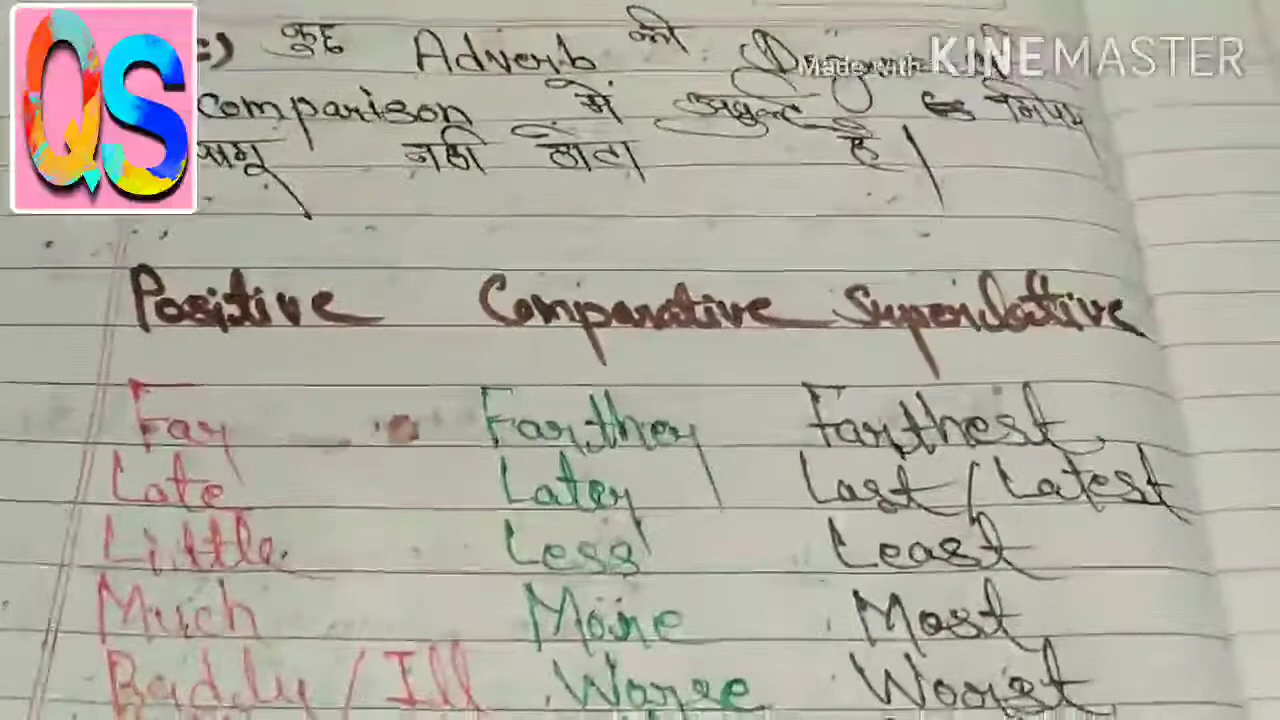 QS
Made with KINEMASTER
कुछ Adverb की
Comparison में नियम
लागू नही होता है।
Positive Comparative Superlative
Far Farther Farthest
Late Later Last / Latest
Little Less Least
Much More Most
Badly / Ill Worse Worst